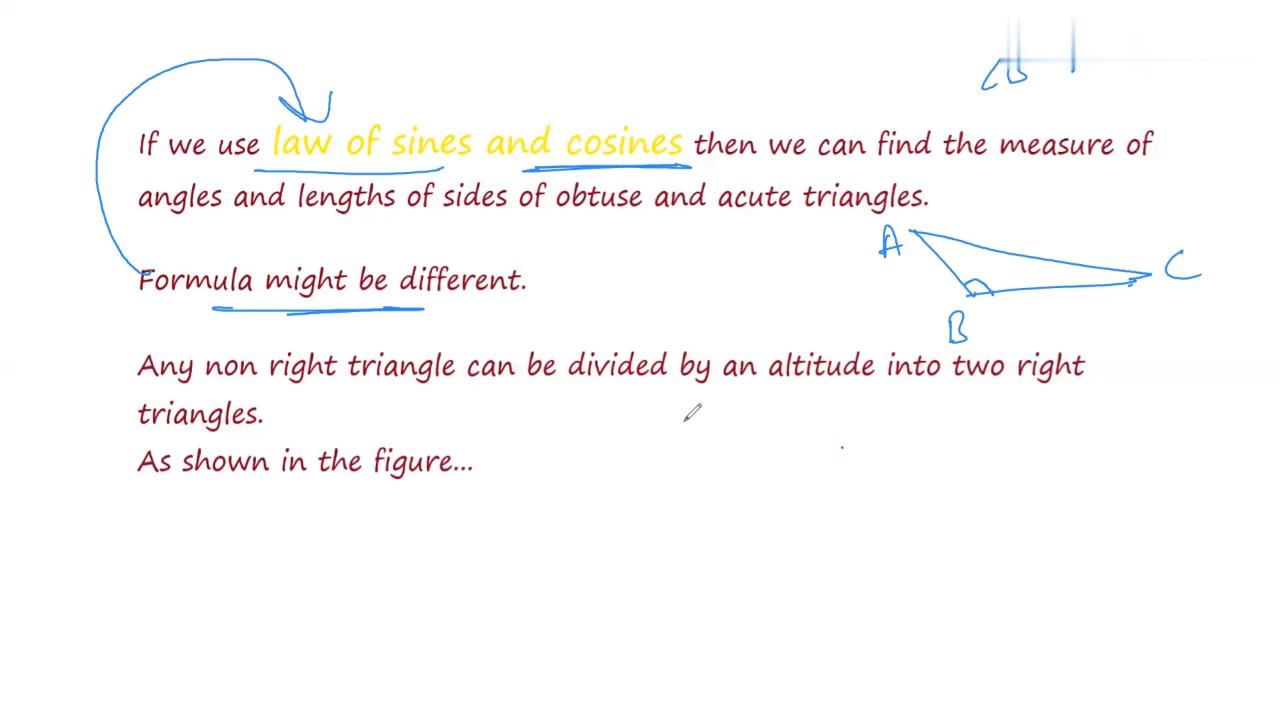 If we use law of sines and cosines then we can find the measure of
angles and lengths of sides of obtuse and acute triangles.
A
C
Formula might be different.
B
Any non right triangle can be divided by an altitude into two right
triangles.
As shown in the figure...